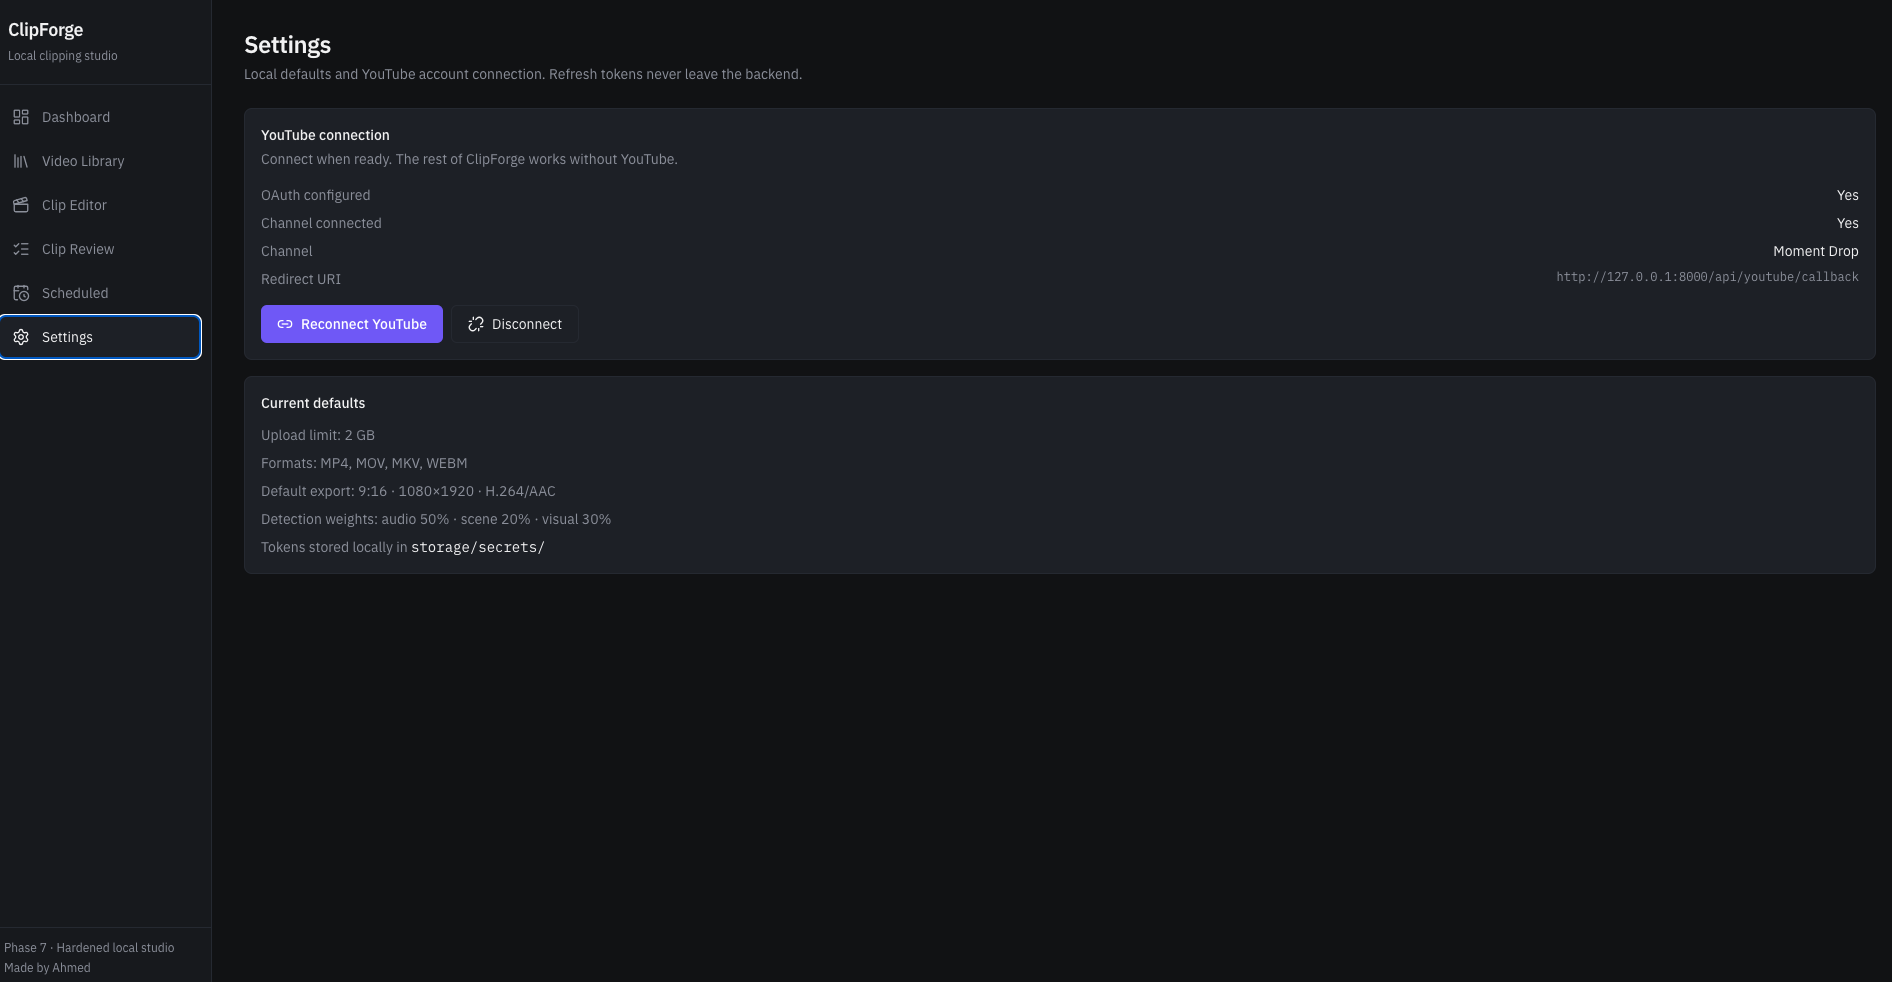 ClipForge
Local clipping studio
Dashboard
Video Library
Clip Editor
Clip Review
Scheduled
Settings
Phase 7 · Hardened local studio
Made by Ahmed
Settings
Local defaults and YouTube account connection. Refresh tokens never leave the backend.
YouTube connection
Connect when ready. The rest of ClipForge works without YouTube.
OAuth configured Yes
Channel connected Yes
Channel Moment Drop
Redirect URI http://127.0.0.1:8000/api/youtube/callback
Reconnect YouTube Disconnect
Current defaults
Upload limit: 2 GB
Formats: MP4, MOV, MKV, WEBM
Default export: 9:16 · 1080×1920 · H.264/AAC
Detection weights: audio 50% · scene 20% · visual 30%
Tokens stored locally in storage/secrets/